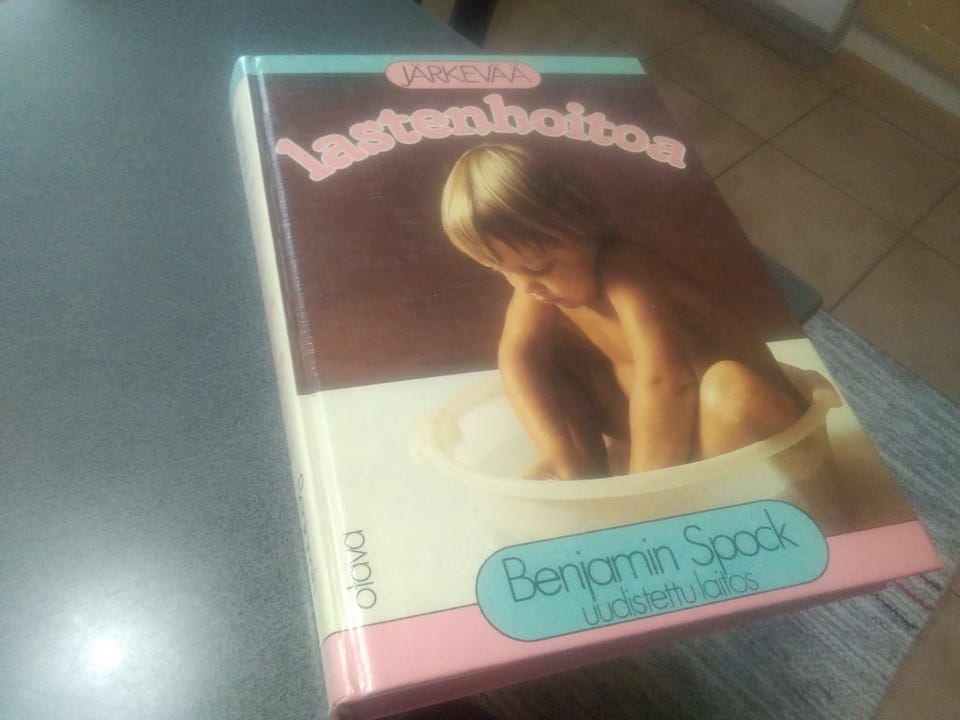 JÄRKEVÄÄ
lastenhoitoa
Benjamin Spock
uudistettu laitos
otava